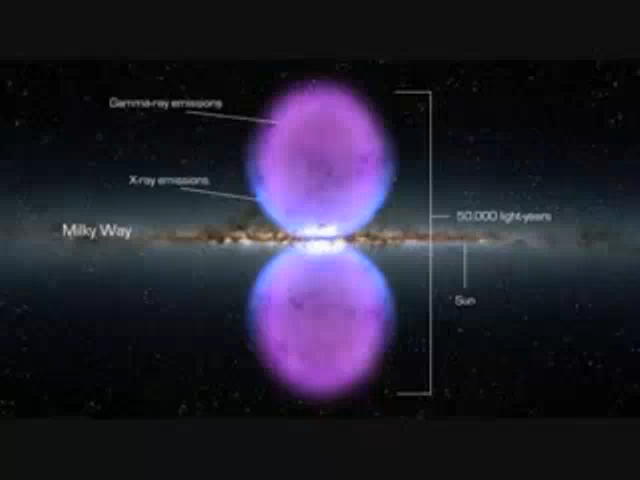 Gamma-ray emissions
X-ray emissions
Milky Way
50,000 light-years
Sun